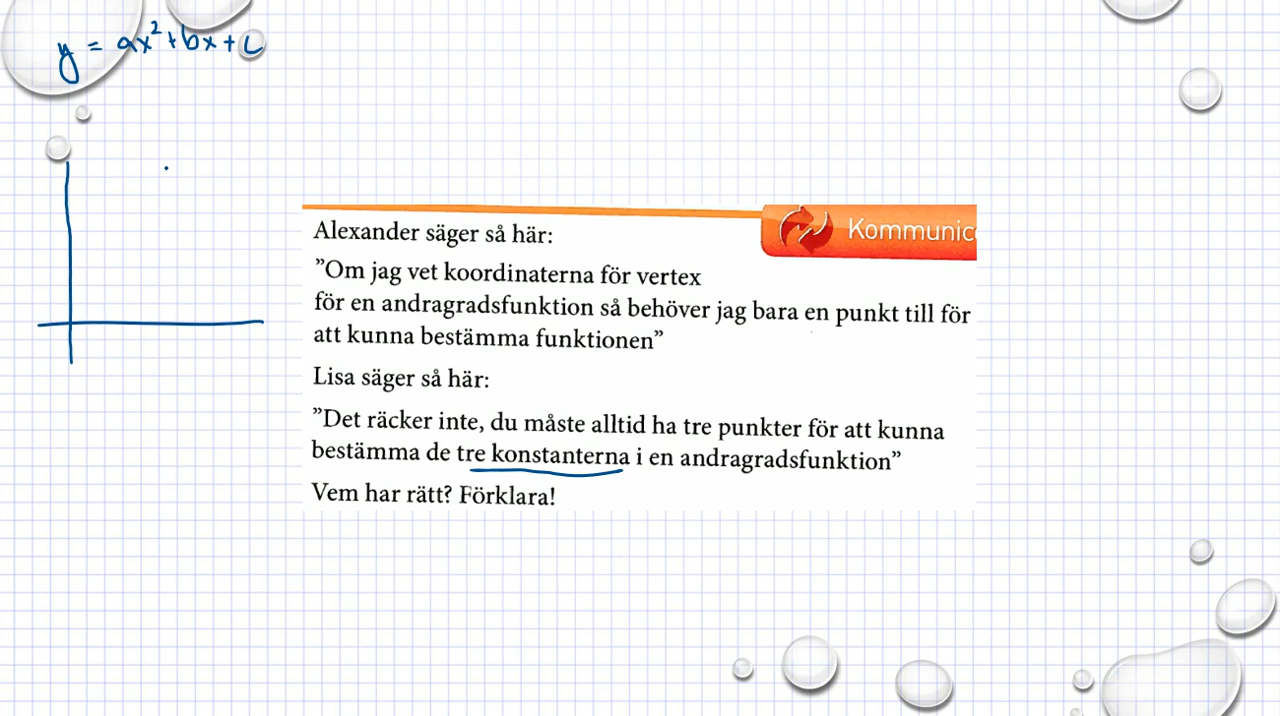 y = ax²+bx+c
Kommunic
Alexander säger så här:
”Om jag vet koordinaterna för vertex
för en andragradsfunktion så behöver jag bara en punkt till för
att kunna bestämma funktionen”
Lisa säger så här:
”Det räcker inte, du måste alltid ha tre punkter för att kunna
bestämma de tre konstanterna i en andragradsfunktion”
Vem har rätt? Förklara!